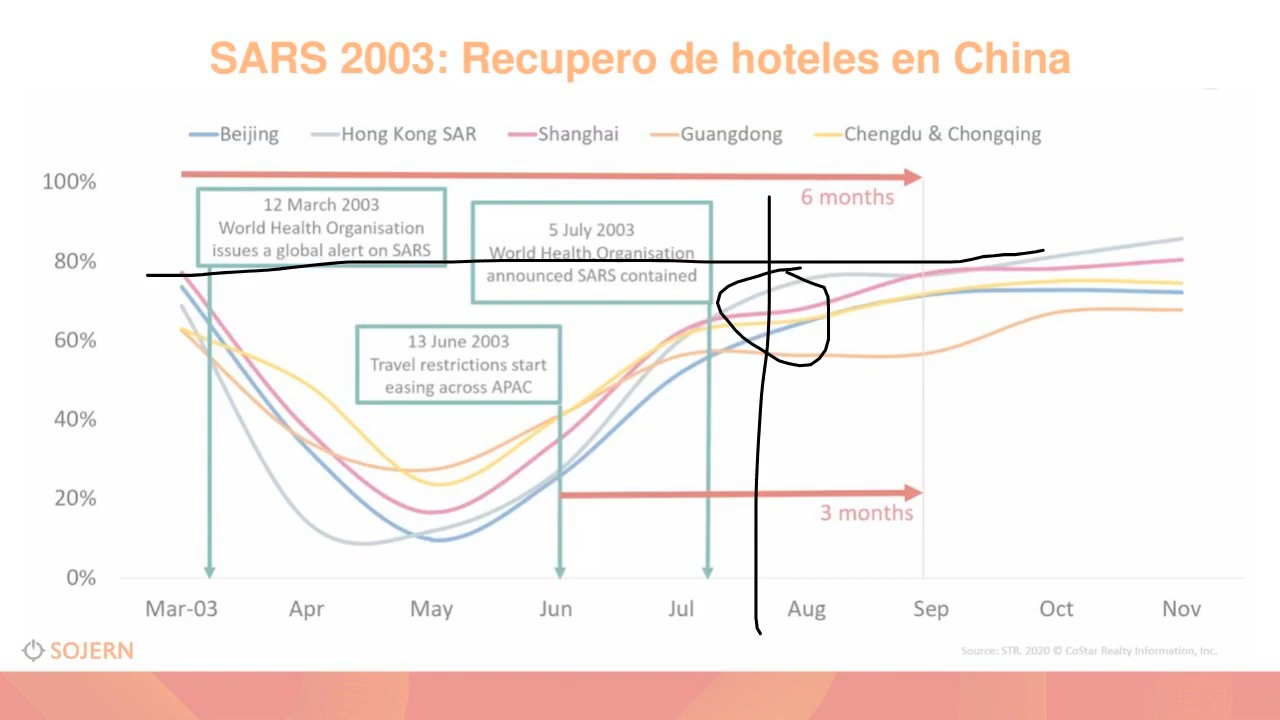 SARS 2003: Recupero de hoteles en China
Beijing Hong Kong SAR Shanghai Guangdong Chengdu & Chongqing
100%
80%
60%
40%
20%
0%
6 months
12 March 2003
World Health Organisation
issues a global alert on SARS
5 July 2003
World Health Organisation
announced SARS contained
13 June 2003
Travel restrictions start
easing across APAC
3 months
Mar-03 Apr May Jun Jul Aug Sep Oct Nov
SOJERN
Source: STR. 2020 © CoStar Realty Information, Inc.